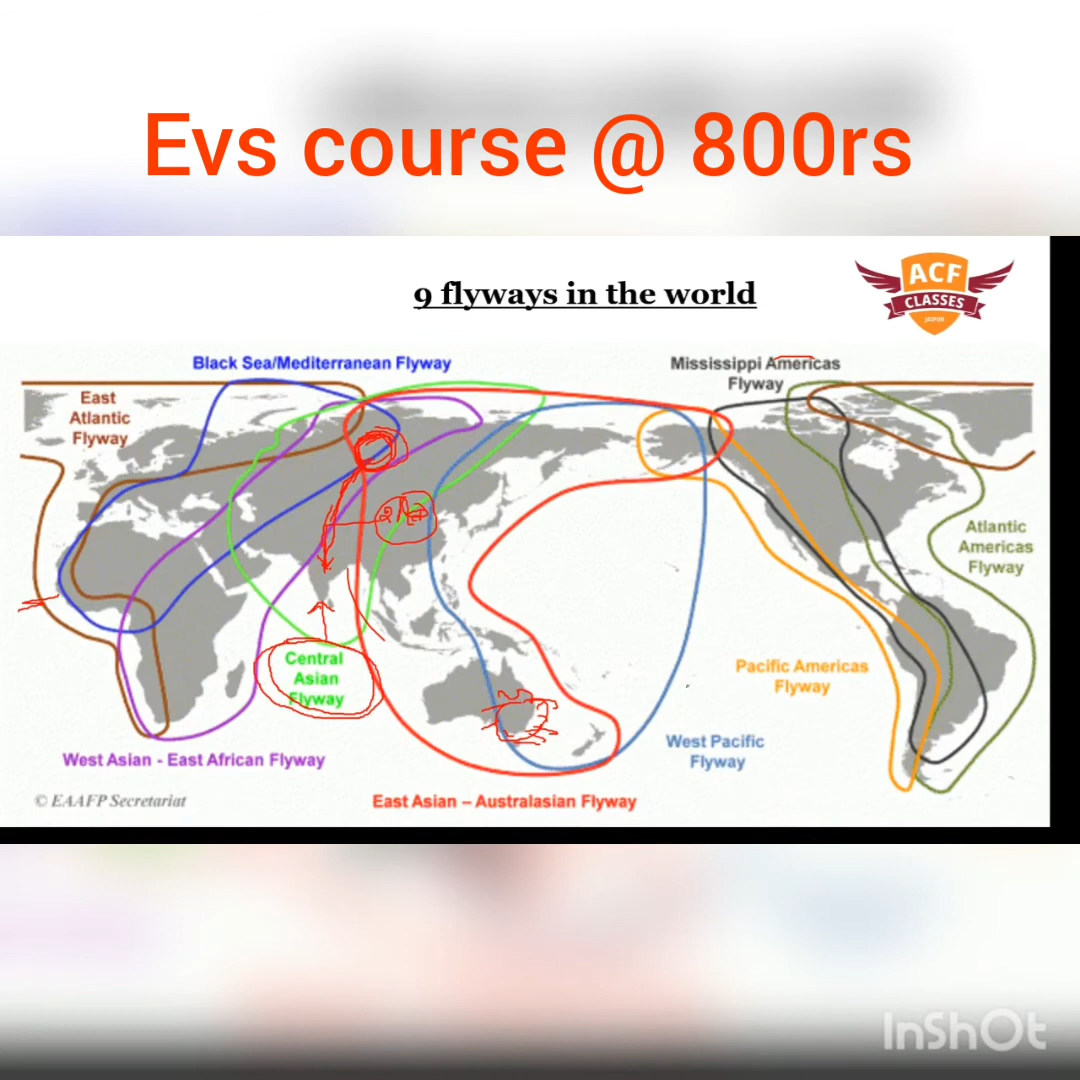 Evs course @ 800rs
9 flyways in the world
ACF
CLASSES
JAIPUR
Black Sea/Mediterranean Flyway
Mississippi Americas
Flyway
East
Atlantic
Flyway
Atlantic
Americas
Flyway
Central
Asian
Flyway
Pacific Americas
Flyway
West Pacific
Flyway
West Asian - East African Flyway
© EAAFP Secretariat
East Asian – Australasian Flyway
InShOt